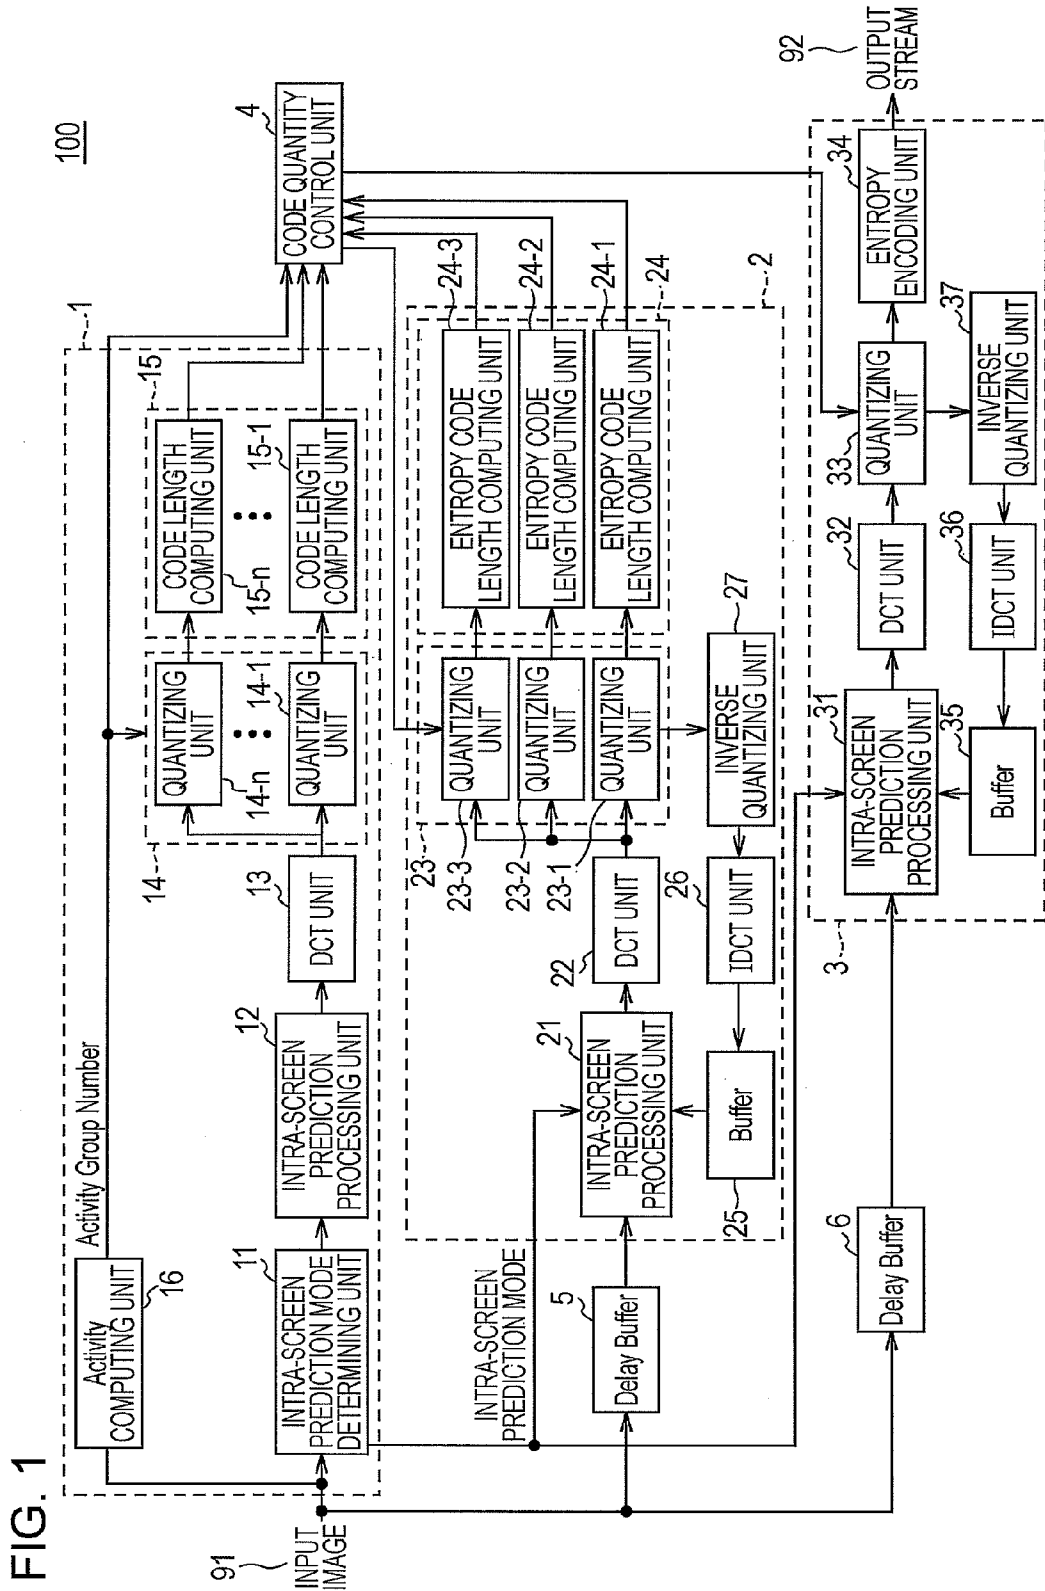 FIG. 1
100
91
INPUT
IMAGE
1
Activity
COMPUTING UNIT
16
Activity Group Number
11
INTRA-SCREEN
PREDICTION MODE
DETERMINING UNIT
12
INTRA-SCREEN
PREDICTION
PROCESSING UNIT
13
DCT UNIT
14
QUANTIZING
UNIT
14-n
14-1
QUANTIZING
UNIT
15
CODE LENGTH
COMPUTING UNIT
15-n
15-1
CODE LENGTH
COMPUTING UNIT
4
CODE QUANTITY
CONTROL UNIT
INTRA-SCREEN
PREDICTION MODE
5
Delay Buffer
2
21
INTRA-SCREEN
PREDICTION
PROCESSING UNIT
22
DCT UNIT
23
23-3
QUANTIZING
UNIT
23-2
QUANTIZING
UNIT
23-1
QUANTIZING
UNIT
24-3
ENTROPY CODE
LENGTH COMPUTING UNIT
24-2
ENTROPY CODE
LENGTH COMPUTING UNIT
24-1
ENTROPY CODE
LENGTH COMPUTING UNIT
24
25
Buffer
26
IDCT UNIT
27
INVERSE
QUANTIZING UNIT
6
Delay Buffer
3
31
INTRA-SCREEN
PREDICTION
PROCESSING UNIT
32
DCT UNIT
33
QUANTIZING
UNIT
34
ENTROPY
ENCODING UNIT
35
Buffer
36
IDCT UNIT
37
INVERSE
QUANTIZING UNIT
92
OUTPUT
STREAM